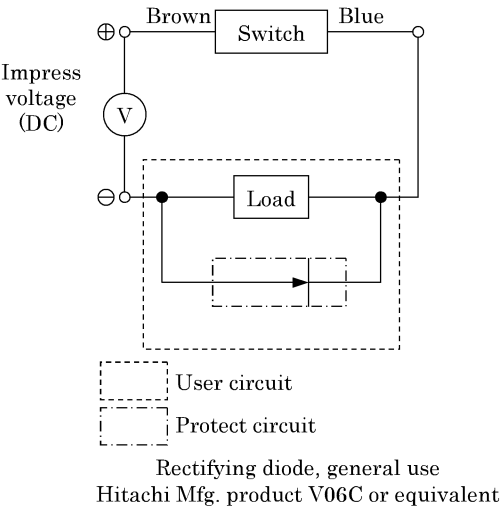 Brown
Blue
Switch
Impress
voltage
(DC)
V
Load
User circuit
Protect circuit
Rectifying diode, general use
Hitachi Mfg. product V06C or equivalent